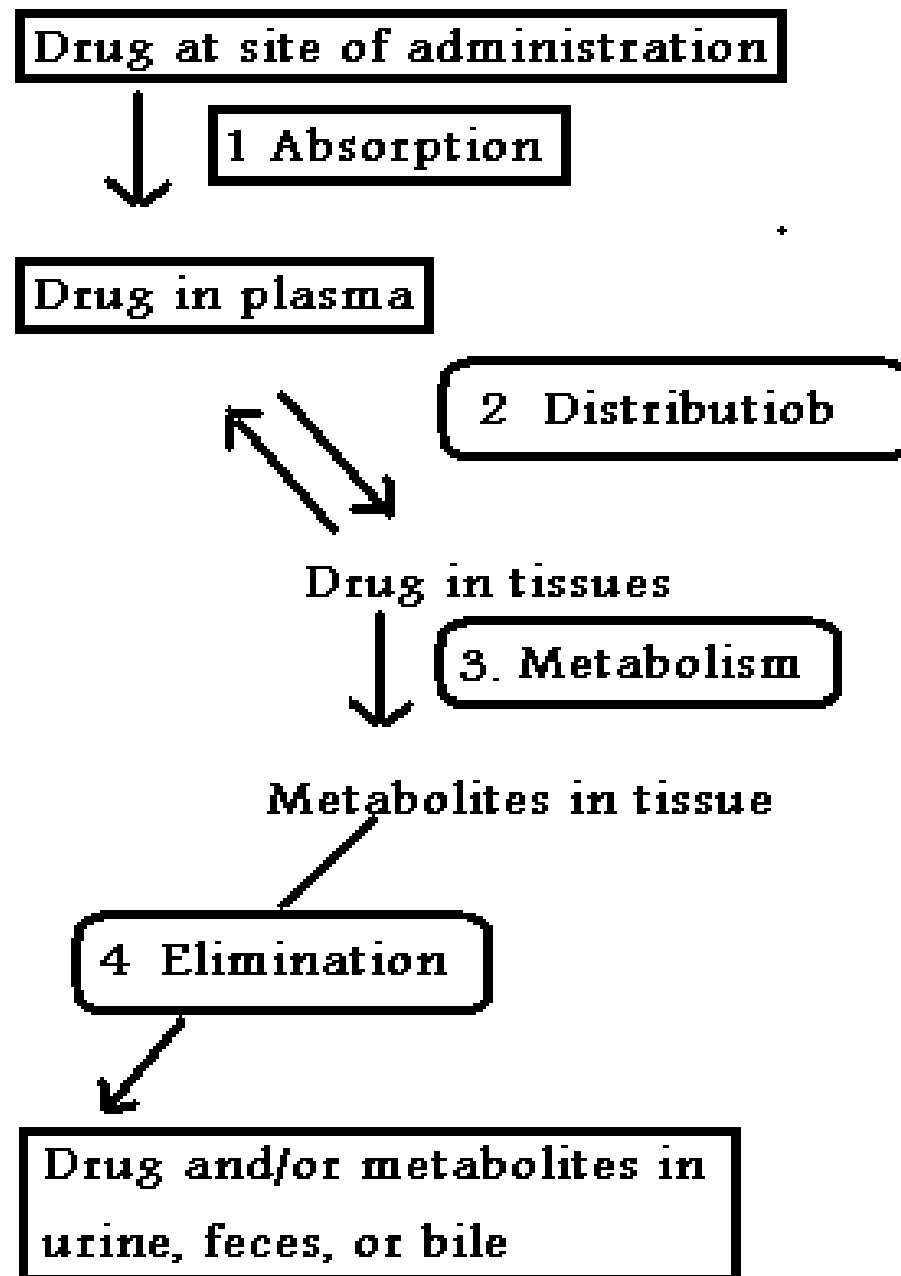 Drug at site of administration
1 Absorption
Drug in plasma
2 Distributiob
Drug in tissues
3. Metabolism
Metabolites in tissue
4 Elimination
Drug and/or metabolites in
urine, feces, or bile